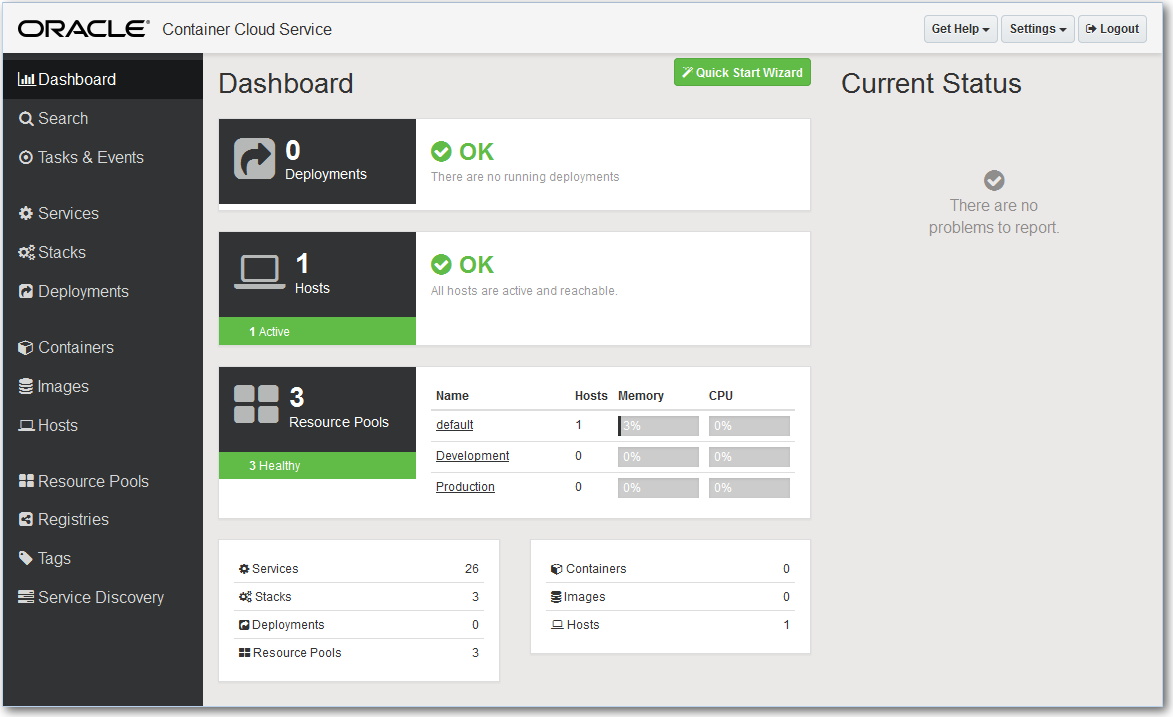 ORACLE® Container Cloud Service
Get Help
Settings
Logout
Dashboard
Search
Tasks & Events
Services
Stacks
Deployments
Containers
Images
Hosts
Resource Pools
Registries
Tags
Service Discovery
Dashboard
Quick Start Wizard
0
Deployments
OK
There are no running deployments
1
Hosts
1 Active
OK
All hosts are active and reachable.
3
Resource Pools
3 Healthy
Name Hosts Memory CPU
default 1 3% 0%
Development 0 0% 0%
Production 0 0% 0%
Services 26
Stacks 3
Deployments 0
Resource Pools 3
Containers 0
Images 0
Hosts 1
Current Status
There are no
problems to report.